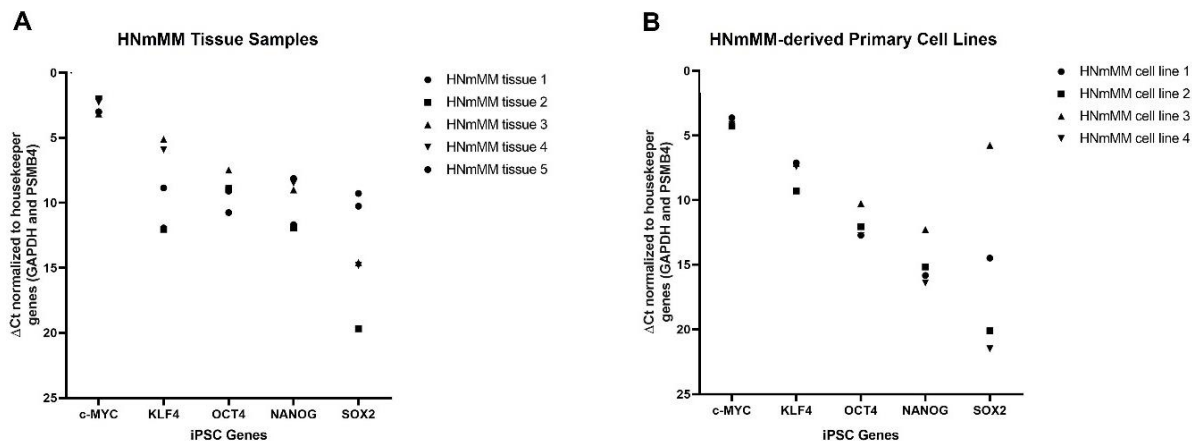 A
HNmMM Tissue Samples
0
5
10
15
20
25
ΔCt normalized to housekeeper
genes (GAPDH and PSMB4)
c-MYC KLF4 OCT4 NANOG SOX2
iPSC Genes
HNmMM tissue 1
HNmMM tissue 2
HNmMM tissue 3
HNmMM tissue 4
HNmMM tissue 5
B
HNmMM-derived Primary Cell Lines
0
5
10
15
20
25
ΔCt normalized to housekeeper
genes (GAPDH and PSMB4)
c-MYC KLF4 OCT4 NANOG SOX2
iPSC Genes
HNmMM cell line 1
HNmMM cell line 2
HNmMM cell line 3
HNmMM cell line 4